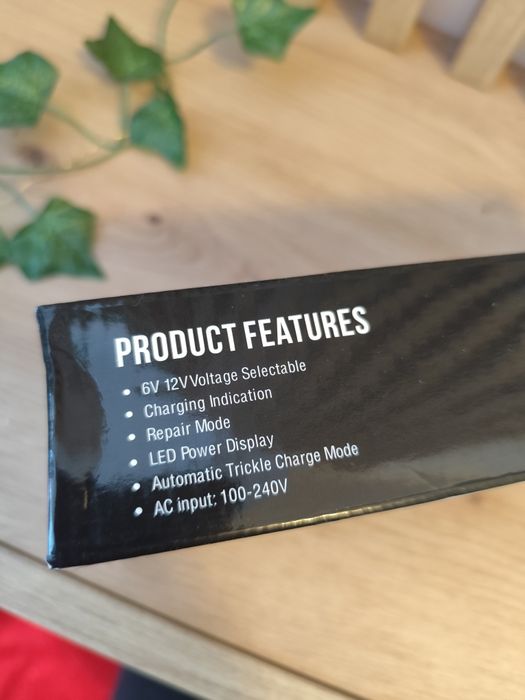 PRODUCT FEATURES
• 6V 12V Voltage Selectable
• Charging Indication
• Repair Mode
• LED Power Display
• Automatic Trickle Charge Mode
• AC input: 100-240V